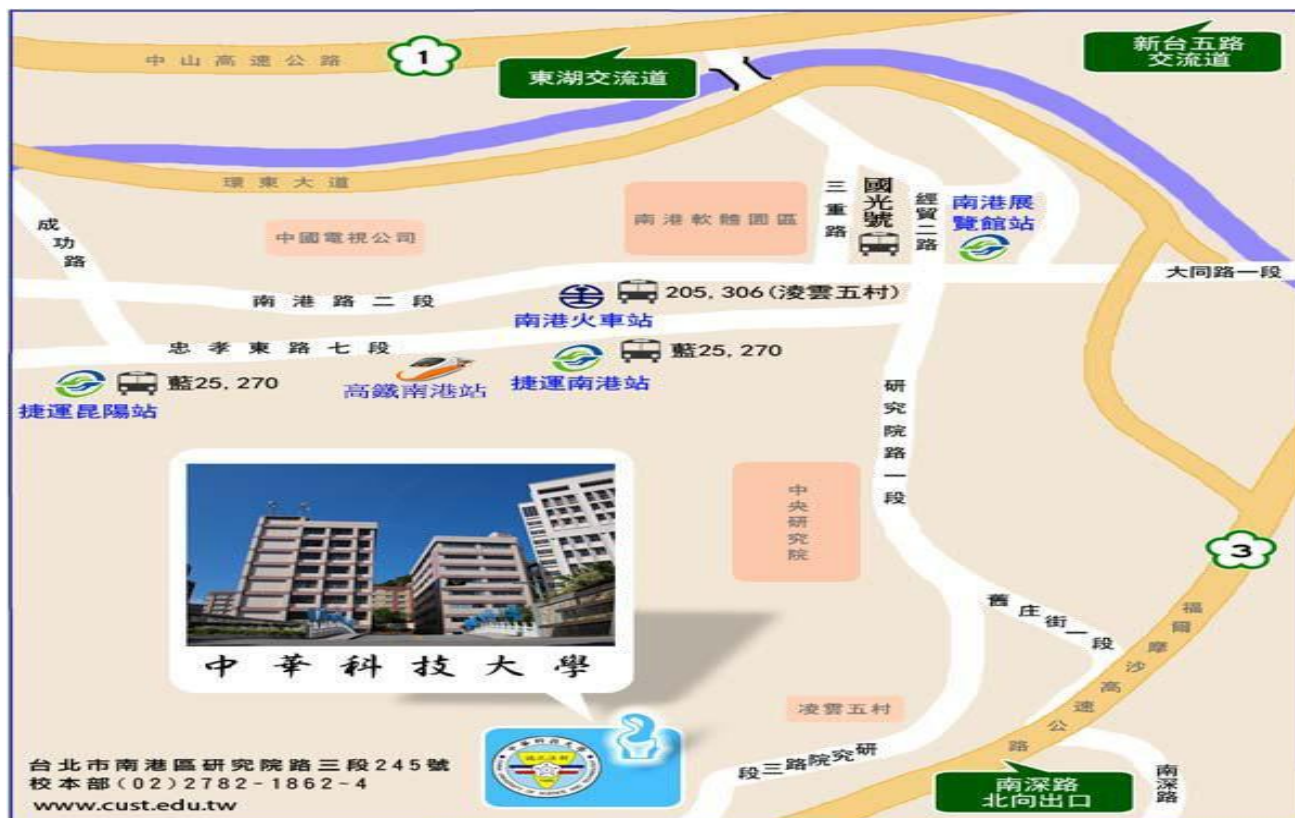 中山高速公路
1
東湖交流道
新台五路
交流道
環東大道
成功路
中國電視公司
南港軟體園區
三重路
國光號
經貿二路
南港展
覽館站
大同路一段
南港路二段
205, 306(淩雲五村)
南港火車站
忠孝東路七段
藍25, 270
捷運昆陽站
高鐵南港站
藍25, 270
捷運南港站
研究院路一段
中央研究院
3
舊庄街一段
福爾摩沙高速公路
中華科技大學
凌雲五村
段三路院究研
南深路
北向出口
南深路
台北市南港區研究院路三段245號
校本部(02)2782-1862-4
www.cust.edu.tw